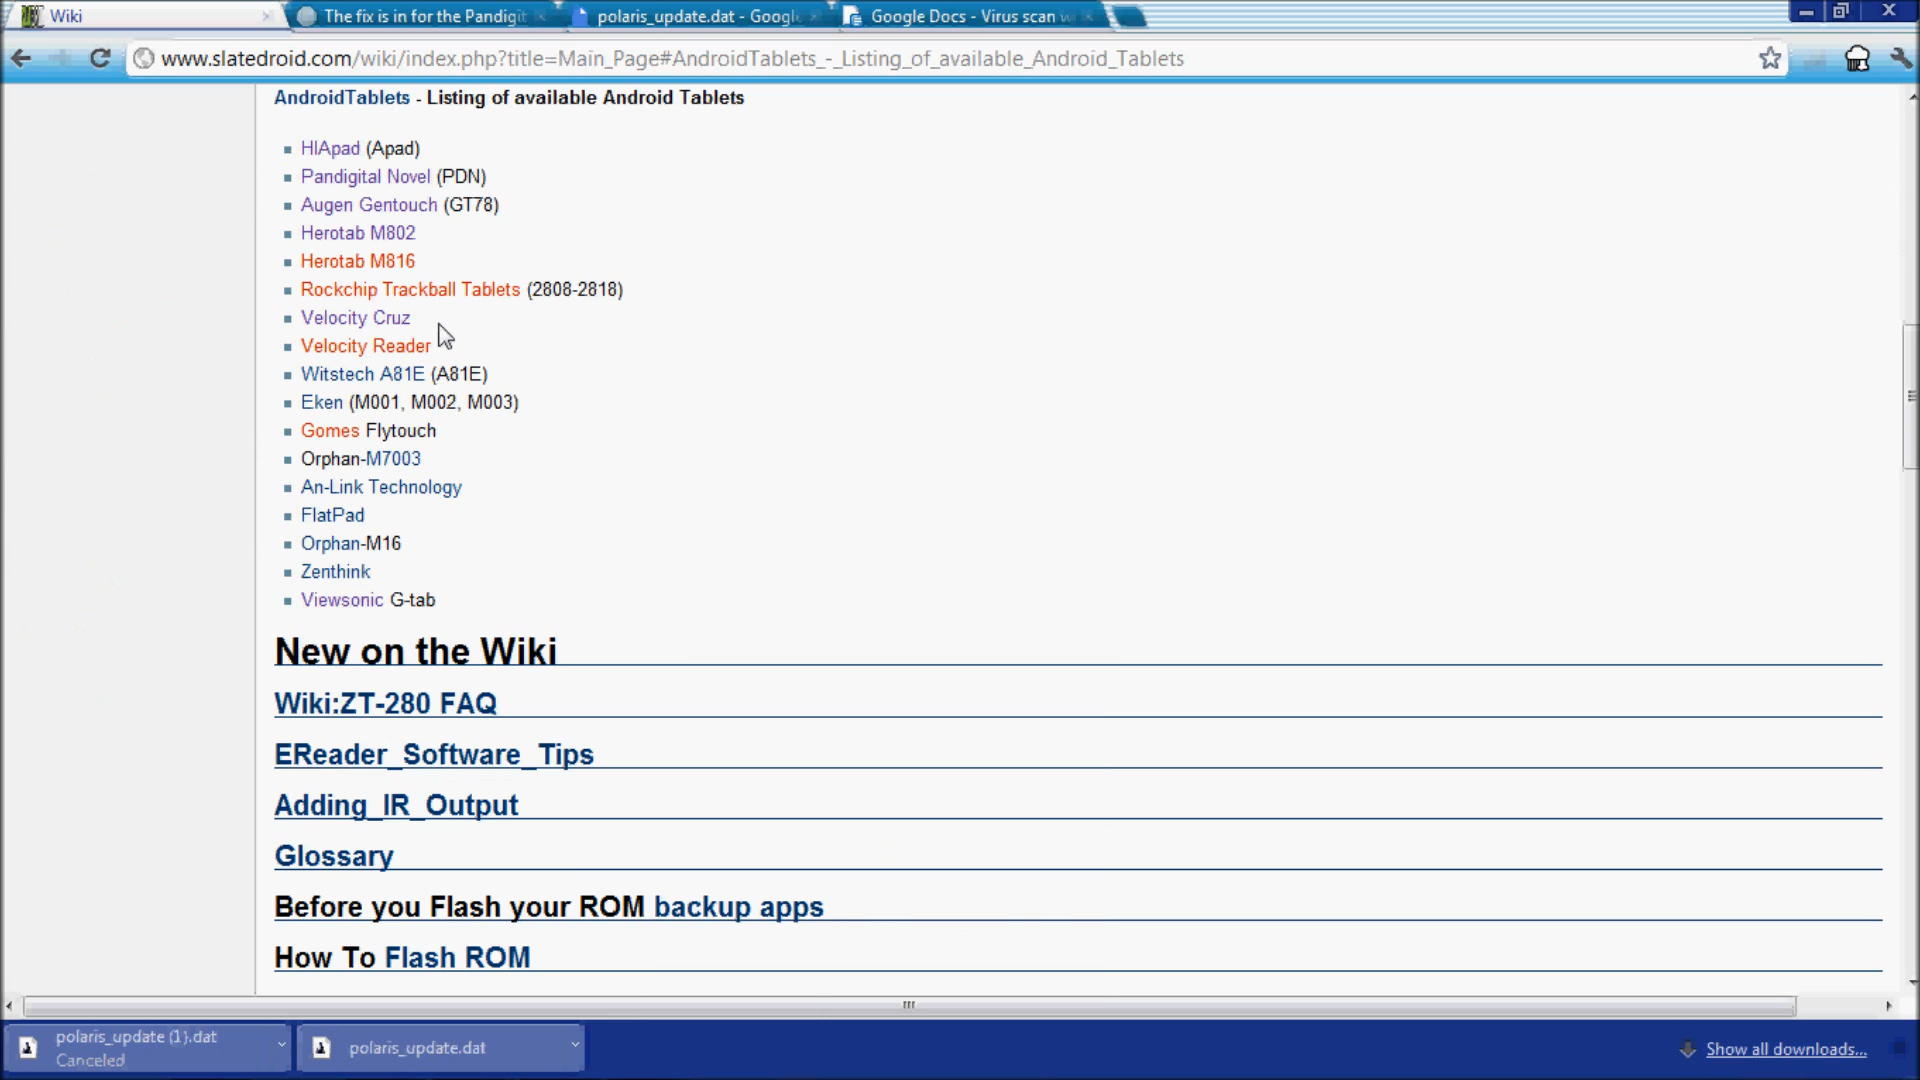 Wiki
The fix is in for the Pandigit
polaris_update.dat - Google
Google Docs - Virus scan w
www.slatedroid.com/wiki/index.php?title=Main_Page#AndroidTablets_-_Listing_of_available_Android_Tablets
AndroidTablets - Listing of available Android Tablets
HIApad (Apad)
Pandigital Novel (PDN)
Augen Gentouch (GT78)
Herotab M802
Herotab M816
Rockchip Trackball Tablets (2808-2818)
Velocity Cruz
Velocity Reader
Witstech A81E (A81E)
Eken (M001, M002, M003)
Gomes Flytouch
Orphan-M7003
An-Link Technology
FlatPad
Orphan-M16
Zenthink
Viewsonic G-tab
New on the Wiki
Wiki:ZT-280 FAQ
EReader_Software_Tips
Adding_IR_Output
Glossary
Before you Flash your ROM backup apps
How To Flash ROM
polaris_update (1).dat
Canceled
polaris_update.dat
Show all downloads...